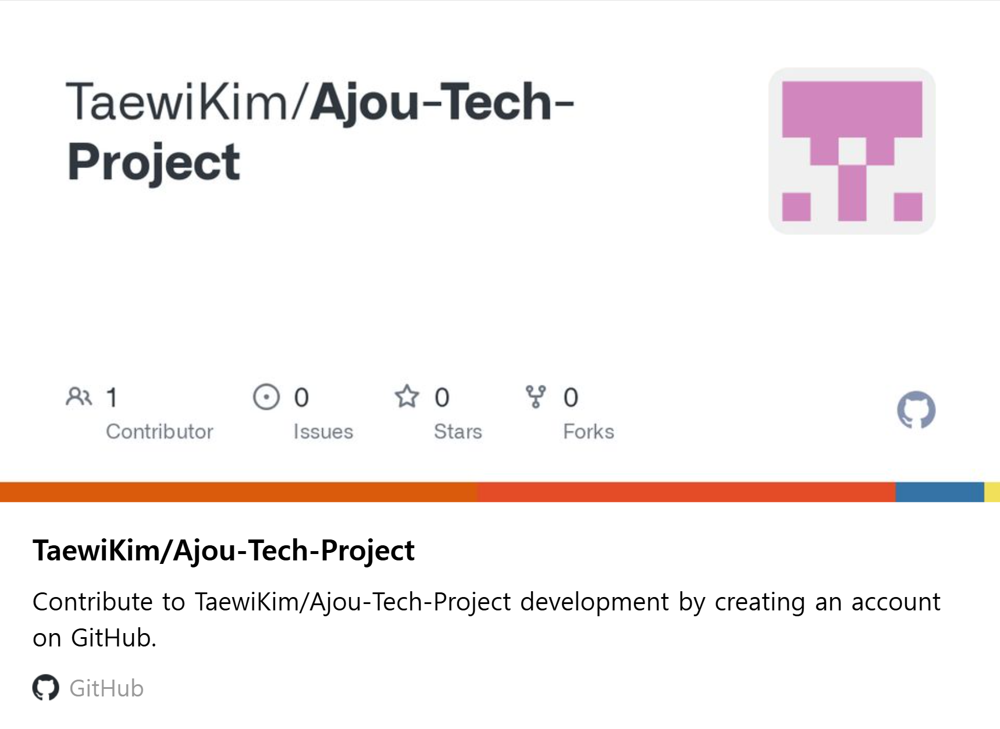 TaewiKim/Ajou-Tech-
Project
1
Contributor
0
Issues
0
Stars
0
Forks
TaewiKim/Ajou-Tech-Project
Contribute to TaewiKim/Ajou-Tech-Project development by creating an account
on GitHub.
GitHub